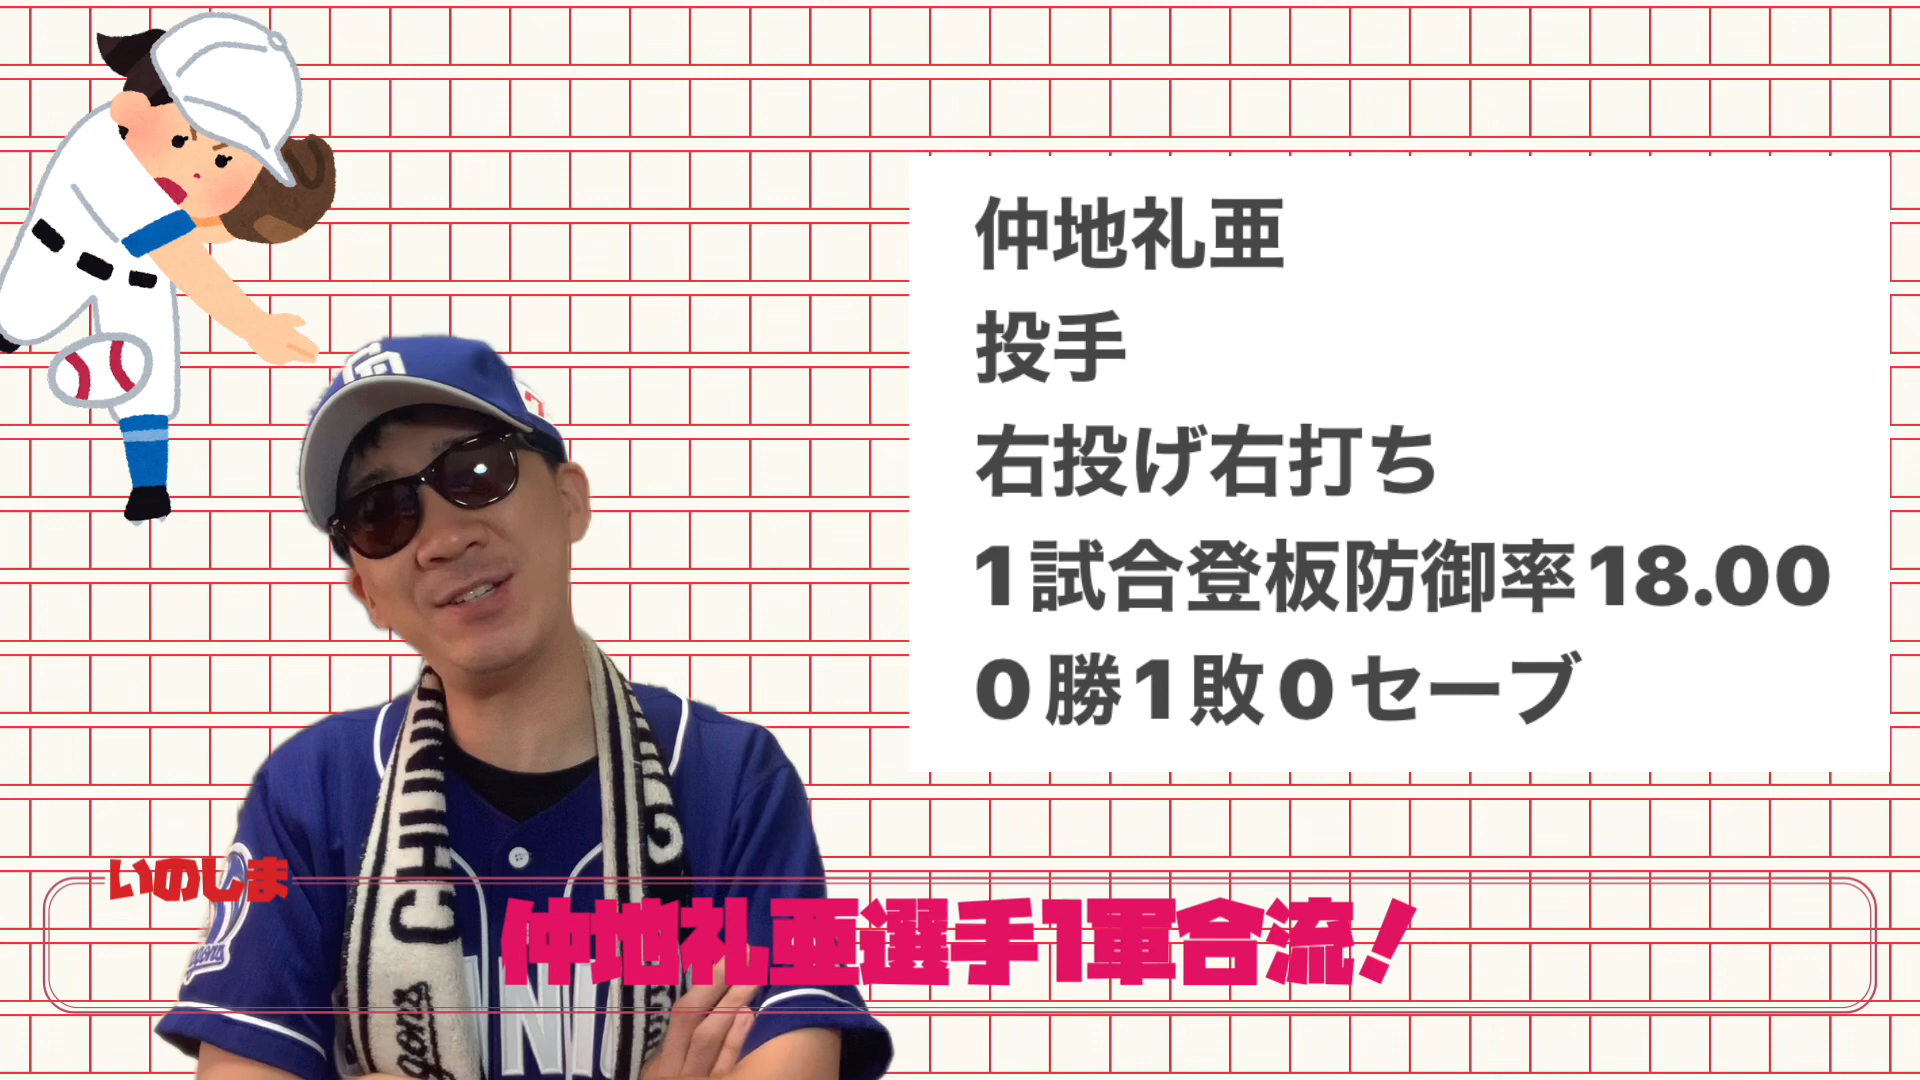 仲地礼亜
投手
右投げ右打ち
1試合登板防御率18.00
0勝1敗0セーブ
いのしま
仲地礼亜選手1軍合流!
CHUNI